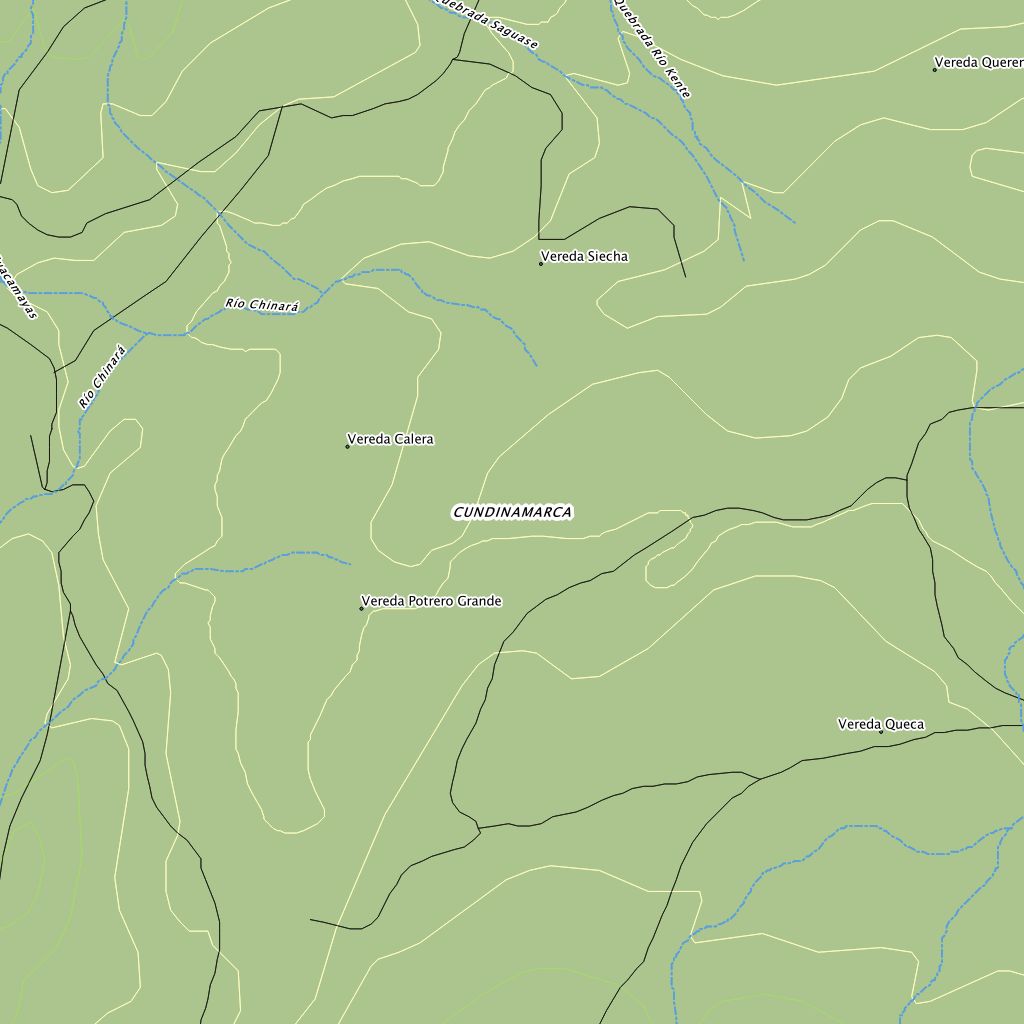 Quebrada Saguase
Quebrada Río Kente
Vereda Querer
Vereda Siecha
uacamayas
Río Chinará
Río Chinará
Vereda Calera
CUNDINAMARCA
Vereda Potrero Grande
Vereda Queca